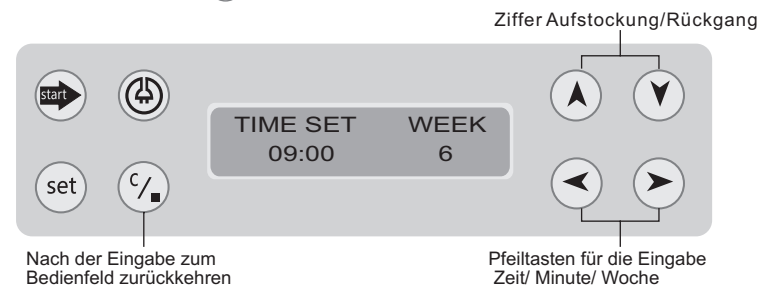 Ziffer Aufstockung/Rückgang
start
TIME SET WEEK
09:00 6
set
C/
Nach der Eingabe zum
Bedienfeld zurückkehren
Pfeiltasten für die Eingabe
Zeit/ Minute/ Woche